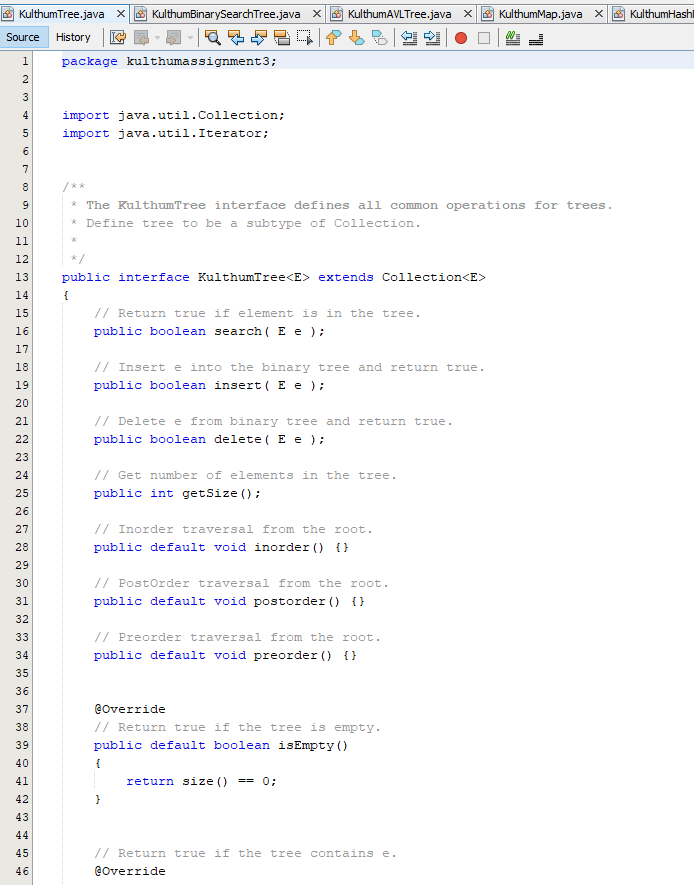 KulthumTree.java KulthumBinarySearchTree.java KulthumAVLTree.java KulthumMap.java KulthumHash
Source History
1 package kulthumassignment3;
2
3
4 import java.util.Collection;
5 import java.util.Iterator;
6
7
8 /**
9 * The KulthumTree interface defines all common operations for trees.
10 * Define tree to be a subtype of Collection.
11 *
12 */
13 public interface KulthumTree<E> extends Collection<E>
14 {
15 // Return true if element is in the tree.
16 public boolean search( E e );
17
18 // Insert e into the binary tree and return true.
19 public boolean insert( E e );
20
21 // Delete e from binary tree and return true.
22 public boolean delete( E e );
23
24 // Get number of elements in the tree.
25 public int getSize();
26
27 // Inorder traversal from the root.
28 public default void inorder() {}
29
30 // PostOrder traversal from the root.
31 public default void postorder() {}
32
33 // Preorder traversal from the root.
34 public default void preorder() {}
35
36
37 @Override
38 // Return true if the tree is empty.
39 public default boolean isEmpty()
40 {
41 return size() == 0;
42 }
43
44
45 // Return true if the tree contains e.
46 @Override